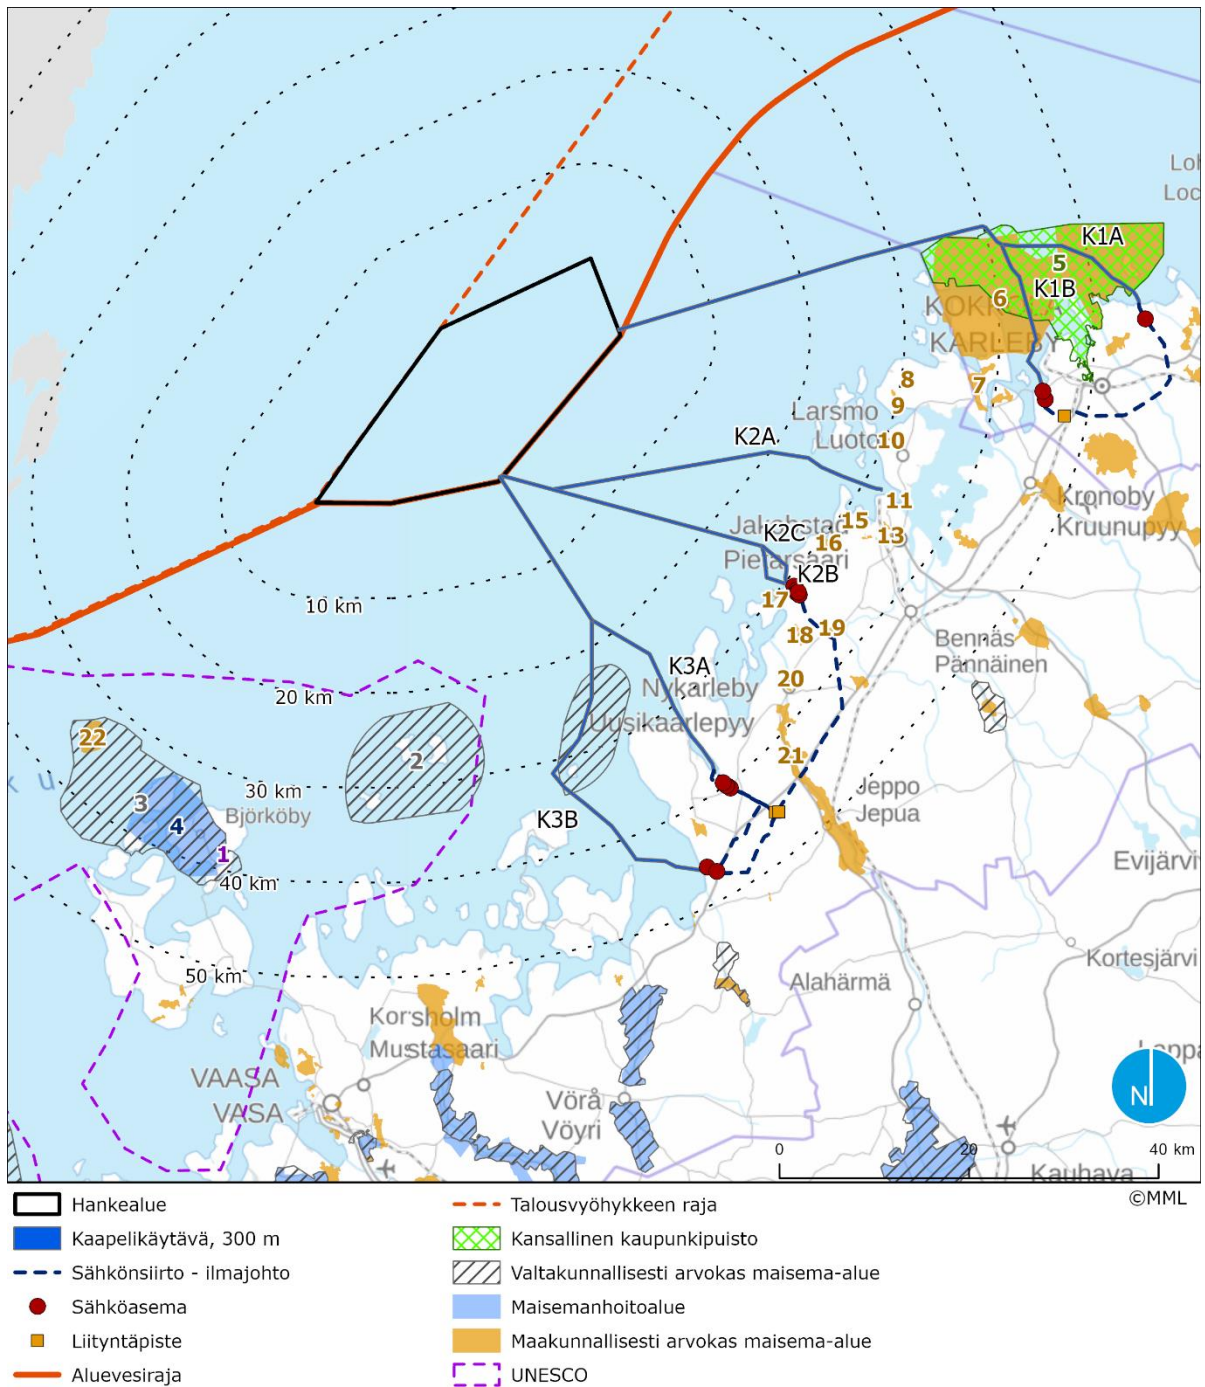 Loh
Loc
K1A
5
K1B
6
KOKK
KARLEBY
7
8
9
Larsmo
Luoto
10
K2A
11
Kronoby
Kruunupyy
15
Jakobstad
K2C
16
13
Pietarsaari
K2B
10 km
17
18
19
Bennäs
Pännäinen
K3A
20
Nykarleby
20 km
Uusikaarlepyy
22
2
21
k u
30 km
Jeppo
Jepua
3
Björköby
K3B
4
1
Evijärvi
40 km
50 km
Kortesjärvi
Alahärmä
Korsholm
Mustasaari
Lappa
VAASA
VASA
N
Vörå
Vöyri
0
20
40 km
Kauhava
©MML
Hankealue
Kaapelikäytävä, 300 m
Sähkönsiirto - ilmajohto
Sähköasema
Liityntäpiste
Aluevesiraja
Talousvyöhykkeen raja
Kansallinen kaupunkipuisto
Valtakunnallisesti arvokas maisema-alue
Maisemanhoitoalue
Maakunnallisesti arvokas maisema-alue
UNESCO